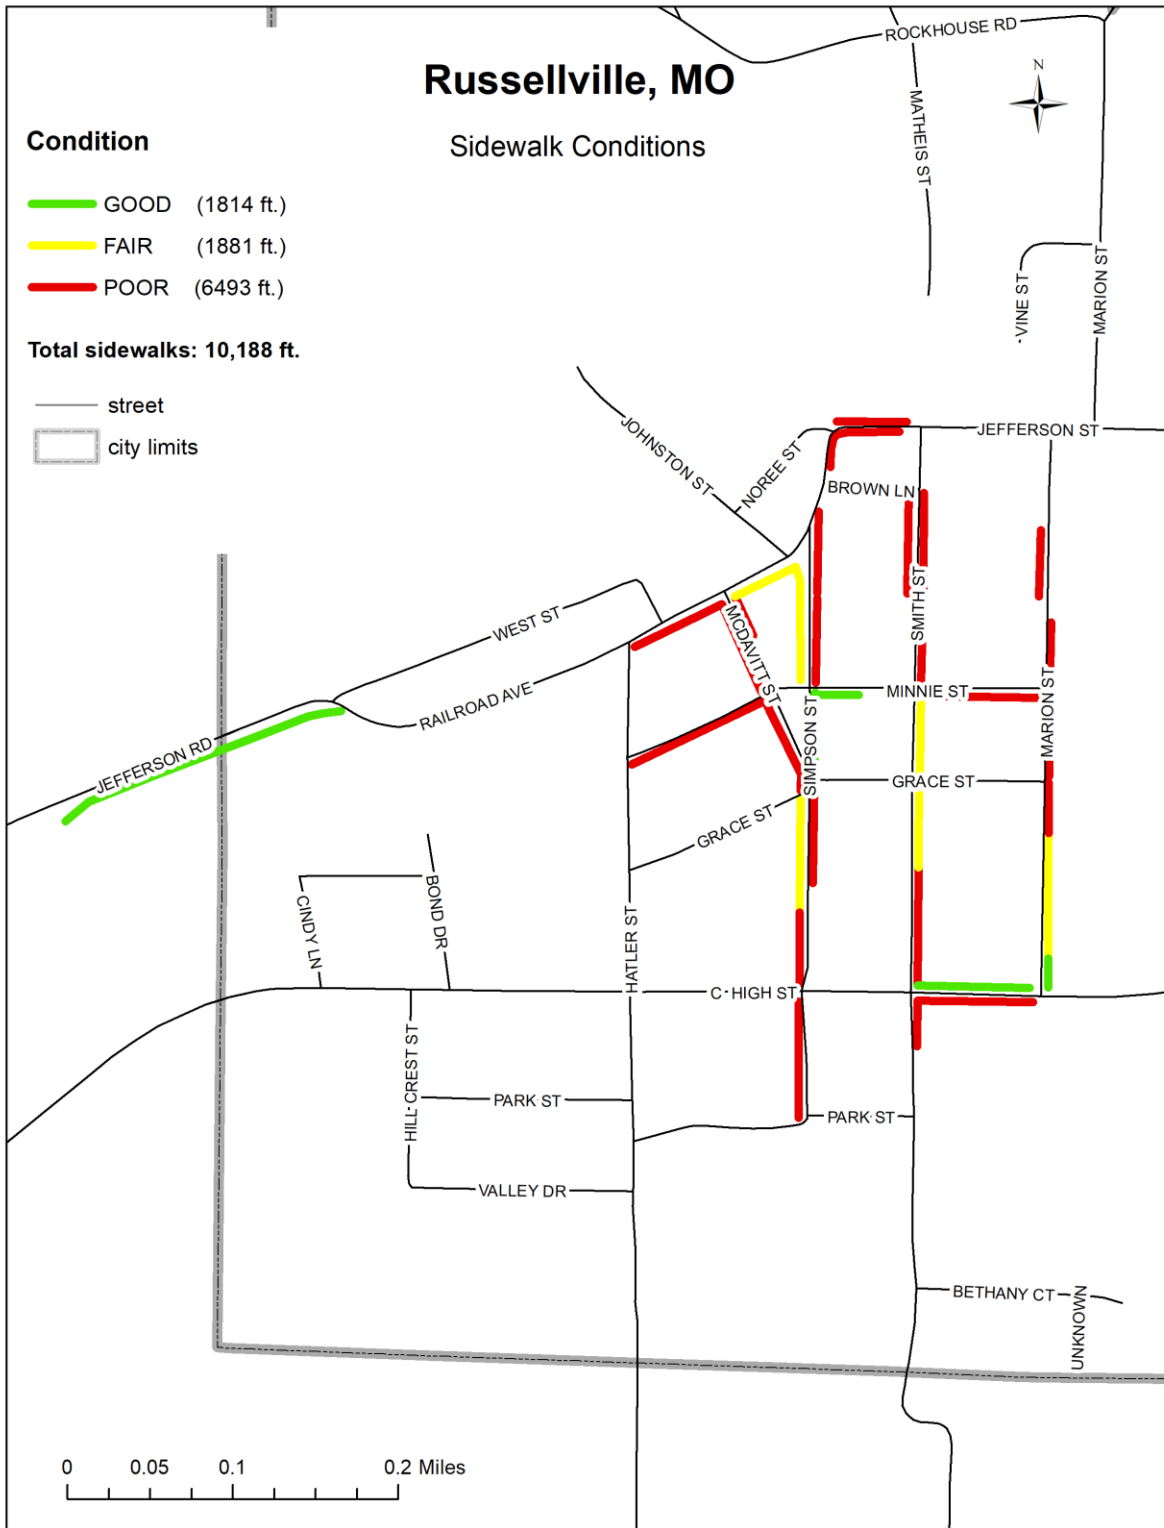 Russellville, MO
Sidewalk Conditions
N
Condition
GOOD (1814 ft.)
FAIR (1881 ft.)
POOR (6493 ft.)
Total sidewalks: 10,188 ft.
street
city limits
ROCKHOUSE RD
MATHEIS ST
VINE ST
MARION ST
JOHNSTON ST
NOREE ST
JEFFERSON ST
BROWN LN
SMITH ST
WEST ST
MCDAVITT ST
RAILROAD AVE
MINNIE ST
MARION ST
SIMPSON ST
JEFFERSON RD
GRACE ST
GRACE ST
CINDY LN
BOND DR
HATLER ST
C HIGH ST
HILL CREST ST
PARK ST
PARK ST
VALLEY DR
BETHANY CT
UNKNOWN
0 0.05 0.1 0.2 Miles